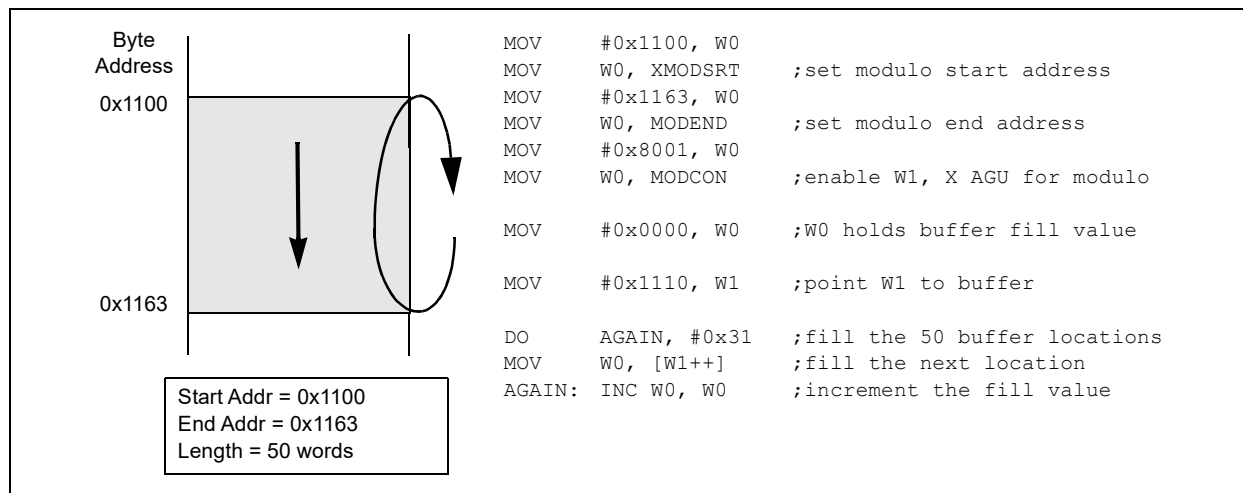 Byte
Address
0x1100
0x1163
Start Addr = 0x1100
End Addr = 0x1163
Length = 50 words
MOV #0x1100, W0
MOV W0, XMODSRT ;set modulo start address
MOV #0x1163, W0
MOV W0, MODEND ;set modulo end address
MOV #0x8001, W0
MOV W0, MODCON ;enable W1, X AGU for modulo
MOV #0x0000, W0 ;W0 holds buffer fill value
MOV #0x1110, W1 ;point W1 to buffer
DO AGAIN, #0x31 ;fill the 50 buffer locations
MOV W0, [W1++] ;fill the next location
AGAIN: INC W0, W0 ;increment the fill value